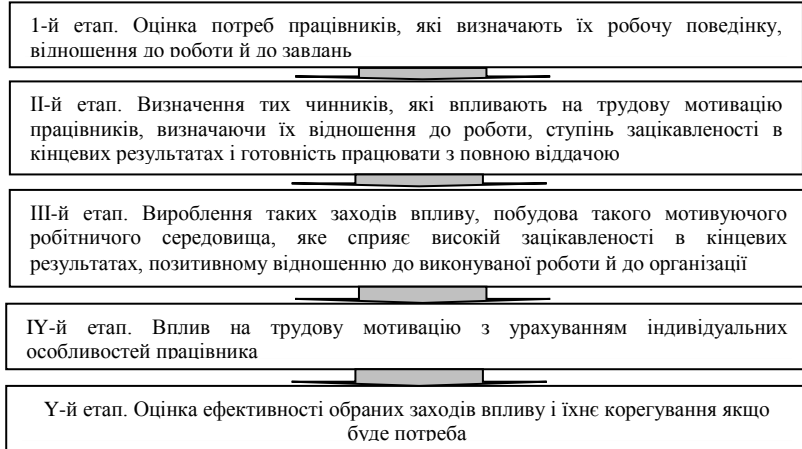 1-й етап. Оцінка потреб працівників, які визначають їх робочу поведінку,
відношення до роботи й до завдань
ІІ-й етап. Визначення тих чинників, які впливають на трудову мотивацію
працівників, визначаючи їх відношення до роботи, ступінь зацікавленості в
кінцевих результатах і готовність працювати з повною віддачою
ІІІ-й етап. Вироблення таких заходів впливу, побудова такого мотивуючого
робітничого середовища, яке сприяє високій зацікавленості в кінцевих
результатах, позитивному відношенню до виконуваної роботи й до організації
ІY-й етап. Вплив на трудову мотивацію з урахуванням індивідуальних
особливостей працівника
Y-й етап. Оцінка ефективності обраних заходів впливу і їхнє корегування якщо
буде потреба